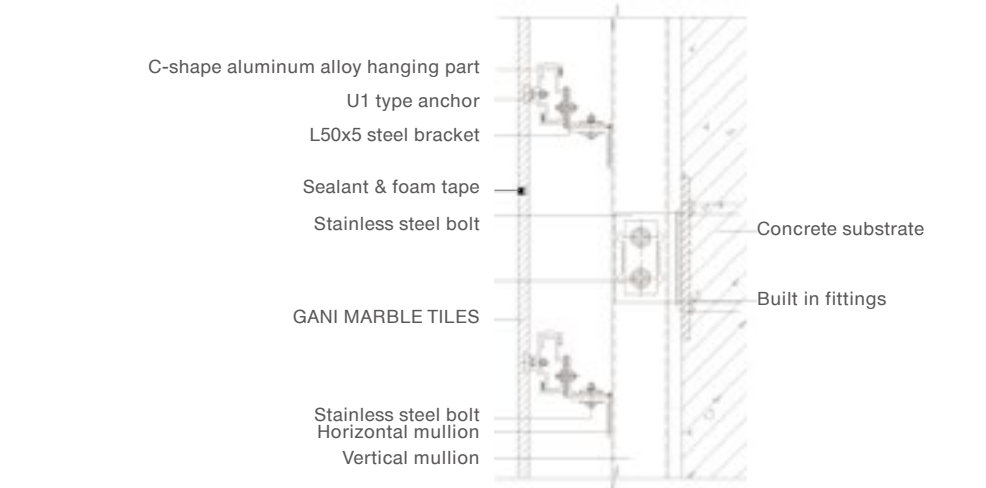 C-shape aluminum alloy hanging part
U1 type anchor
L50x5 steel bracket
Sealant & foam tape
Stainless steel bolt
GANI MARBLE TILES
Stainless steel bolt
Horizontal mullion
Vertical mullion
Concrete substrate
Built in fittings